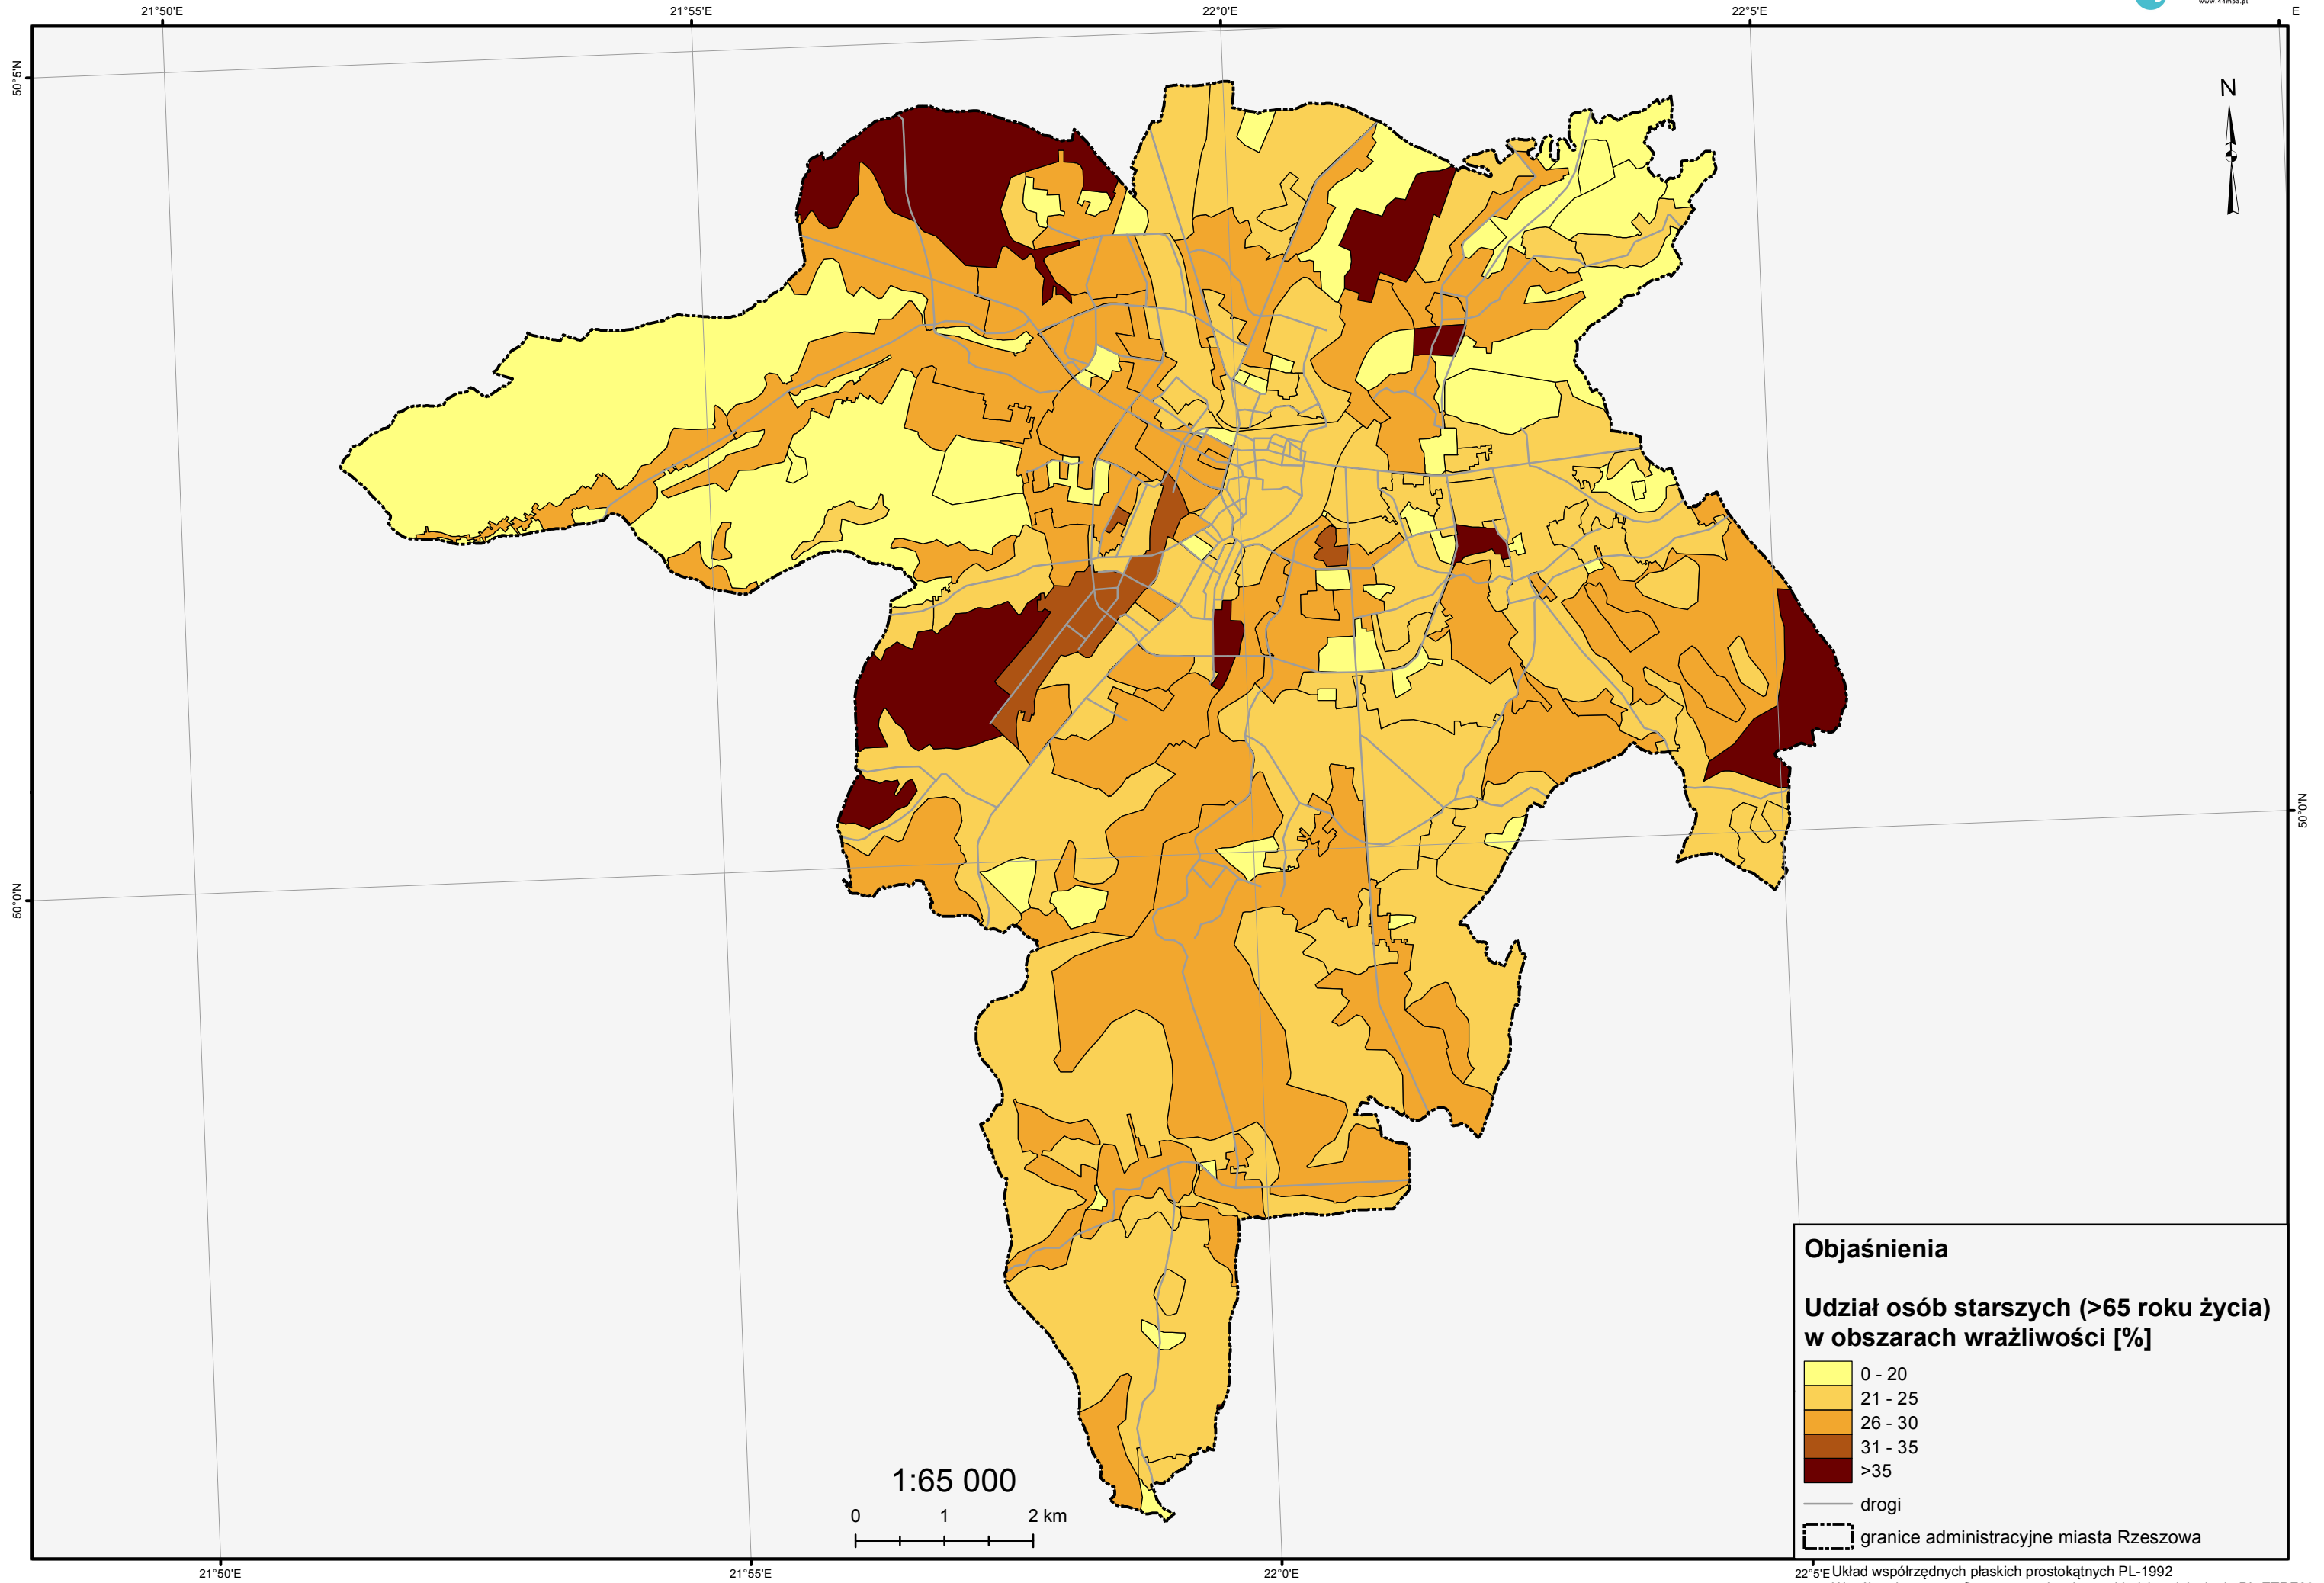 www.44mpa.pl
21°50'E
21°55'E
22°0'E
22°5'E
E
50°5'N
N
50°0'N
50°0'N
Objaśnienia
Udział osób starszych (>65 roku życia)
w obszarach wrażliwości [%]
0 - 20
21 - 25
26 - 30
31 - 35
>35
drogi
granice administracyjne miasta Rzeszowa
1:65 000
0 1 2 km
21°50'E
21°55'E
22°0'E
22°5'E
Układ współrzędnych płaskich prostokątnych PL-1992